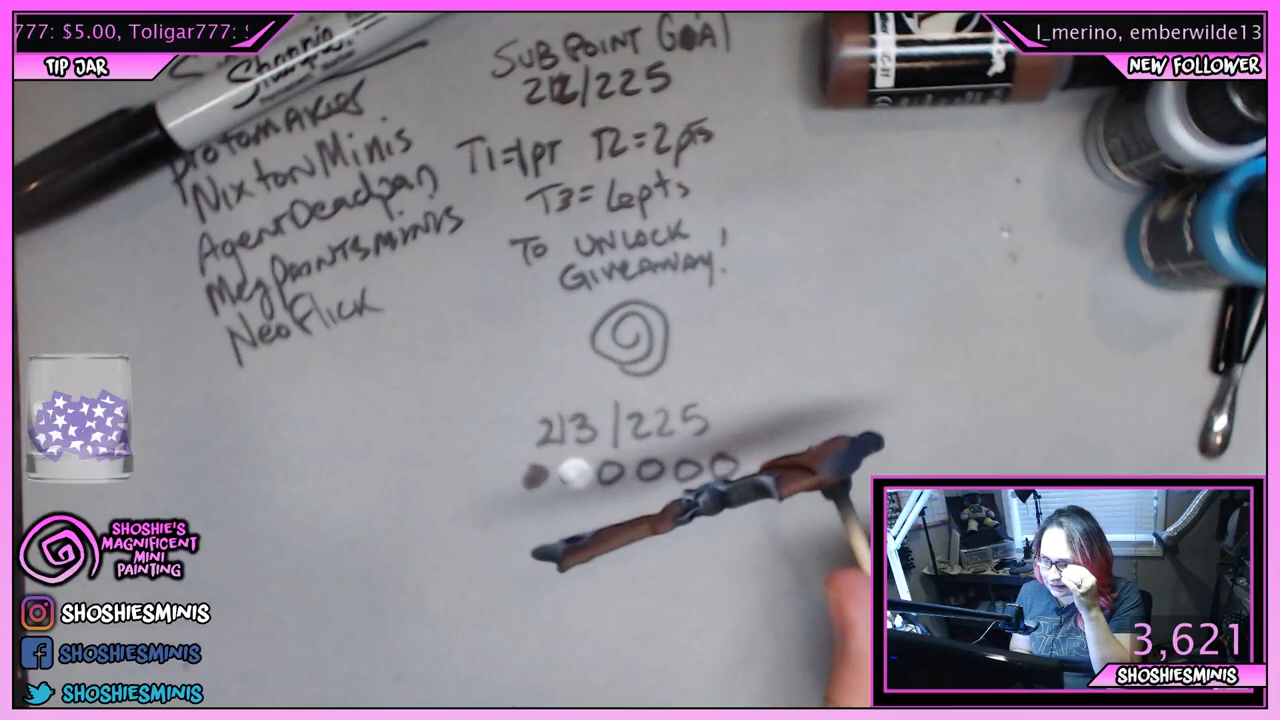 777: $5.00, Toligar777:
TIP JAR
l_merino, emberwilde13
NEW FOLLOWER
Sharpie
ProtoMAKes
NixtonMinis
AgentDeadpan
MegpaintsMinis
NeoFlick
SUB POINT GOAl
212/225
T1=1pt T2=2pts
T3=6pts
To UNLOCK
GIVEAWAY!
213/225
SHOSHIE'S
MAGNIFICENT
MINI
PAINTING
SHOSHIESMINIS
SHOSHIESMINIS
SHOSHIESMINIS
3,621
SHOSHIESMINIS